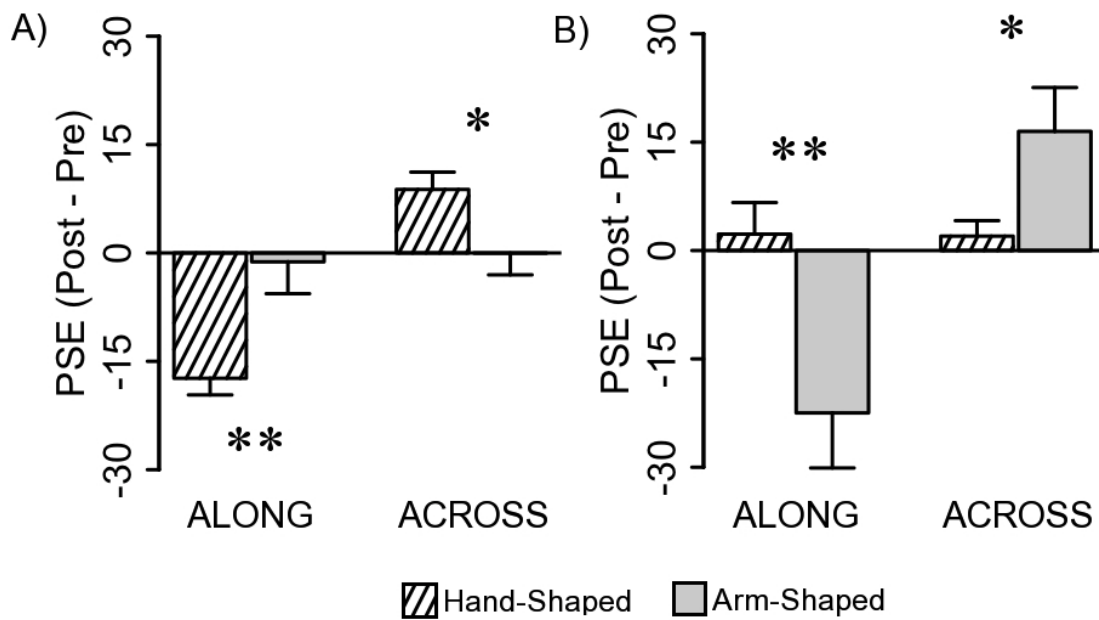 A)
PSE (Post - Pre)
30
15
0
-15
-30
**
*
ALONG
ACROSS
B)
PSE (Post - Pre)
30
15
0
-15
-30
**
*
ALONG
ACROSS
Hand-Shaped
Arm-Shaped